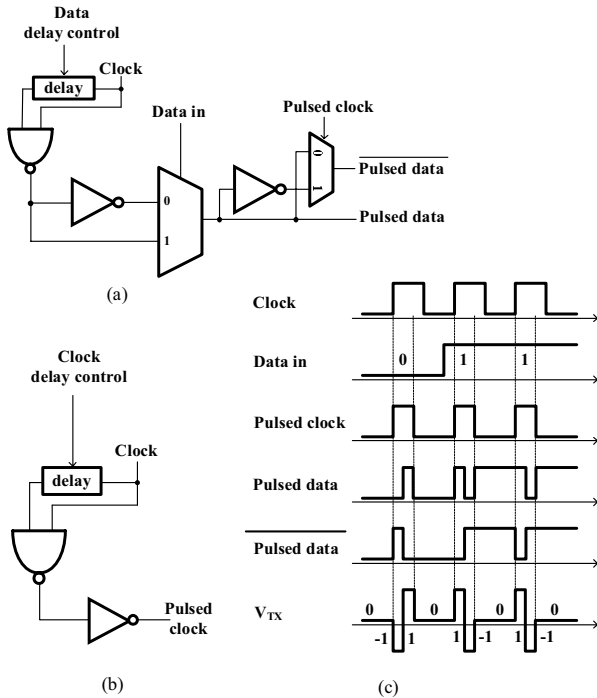 Data
delay control
Clock
delay
Data in
Pulsed clock
0
1
0
1
Pulsed data
Pulsed data
(a)
Clock
delay control
Clock
delay
Pulsed
clock
(b)
Clock
Data in
0 1 1
Pulsed clock
Pulsed data
Pulsed data
VTX
0 0 0 0
-1 1 1 -1 1 -1
(c)